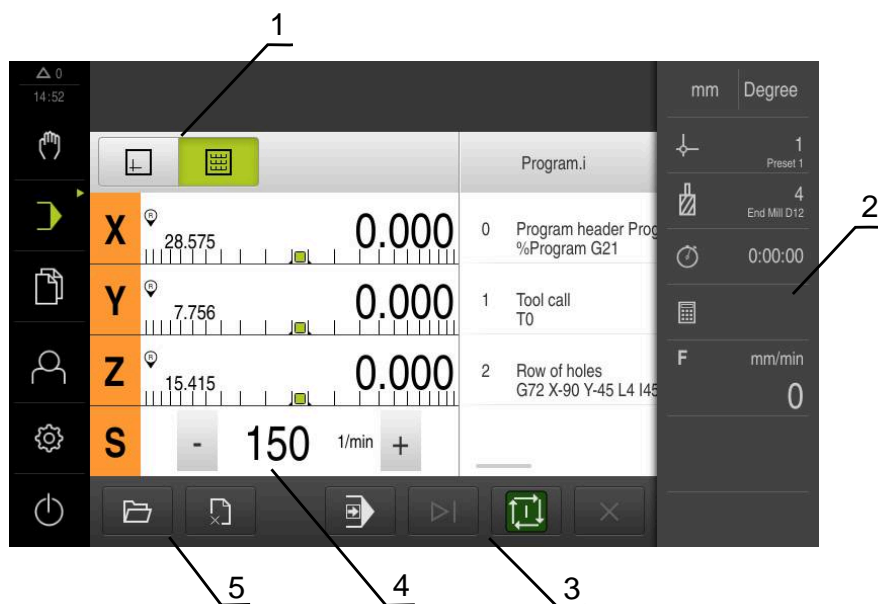 1
0
14:52
mm Degree
1
Preset 1
Program.i
4
End Mill D12
2
X R 28.575 0.000
0 Program header Prog
%Program G21
0:00:00
Y R 7.756 0.000
1 Tool call
T0
Z R 15.415 0.000
2 Row of holes
G72 X-90 Y-45 L4 I45
F mm/min
0
S - 150 1/min +
5 4 3